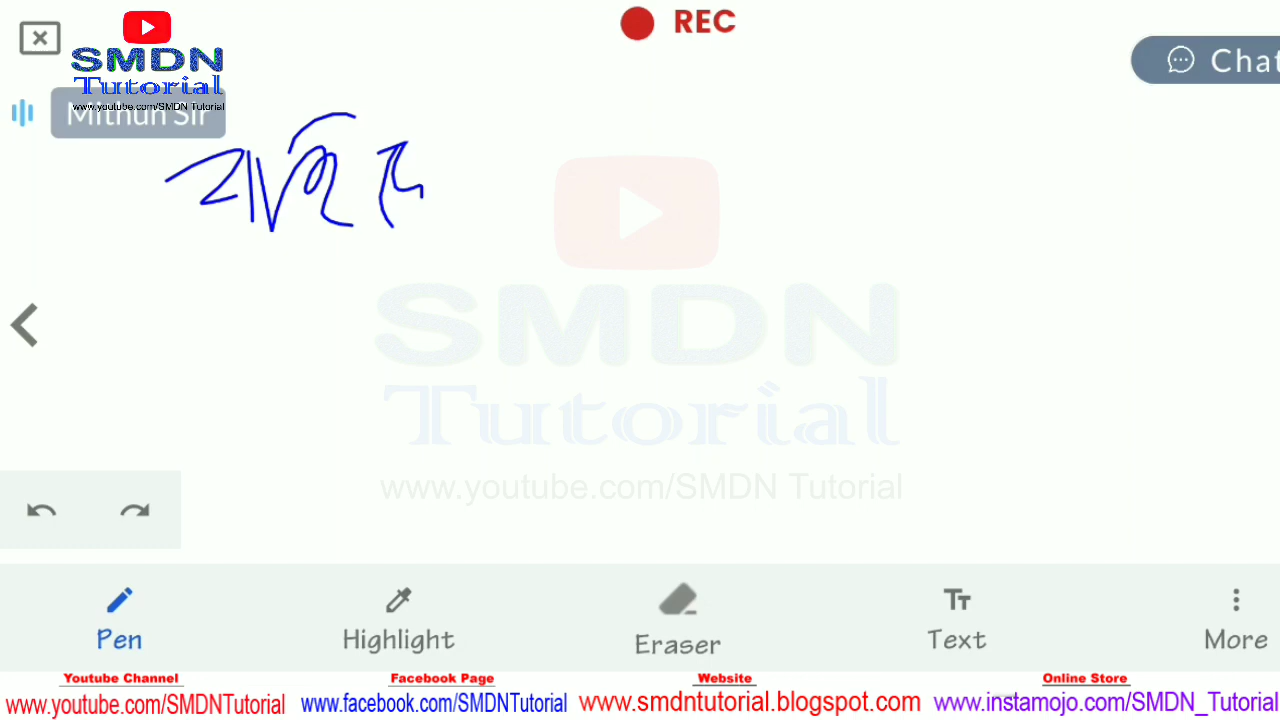 REC
SMDN
Tutorial
www.youtube.com/SMDN Tutorial
Chat
Mithun Sir
SMDN
Tutorial
www.youtube.com/SMDN Tutorial
Pen
Highlight
Eraser
Text
More
Youtube Channel
Facebook Page
Website
Online Store
www.youtube.com/SMDNTutorial
www.facebook.com/SMDNTutorial
www.smdntutorial.blogspot.com
www.instamojo.com/SMDN_Tutorial